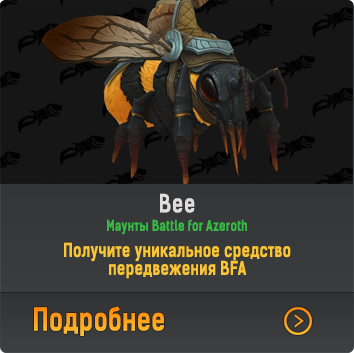 Bee
Маунты Battle for Azeroth
Получите уникальное средство
передвежения BFA
Подробнее